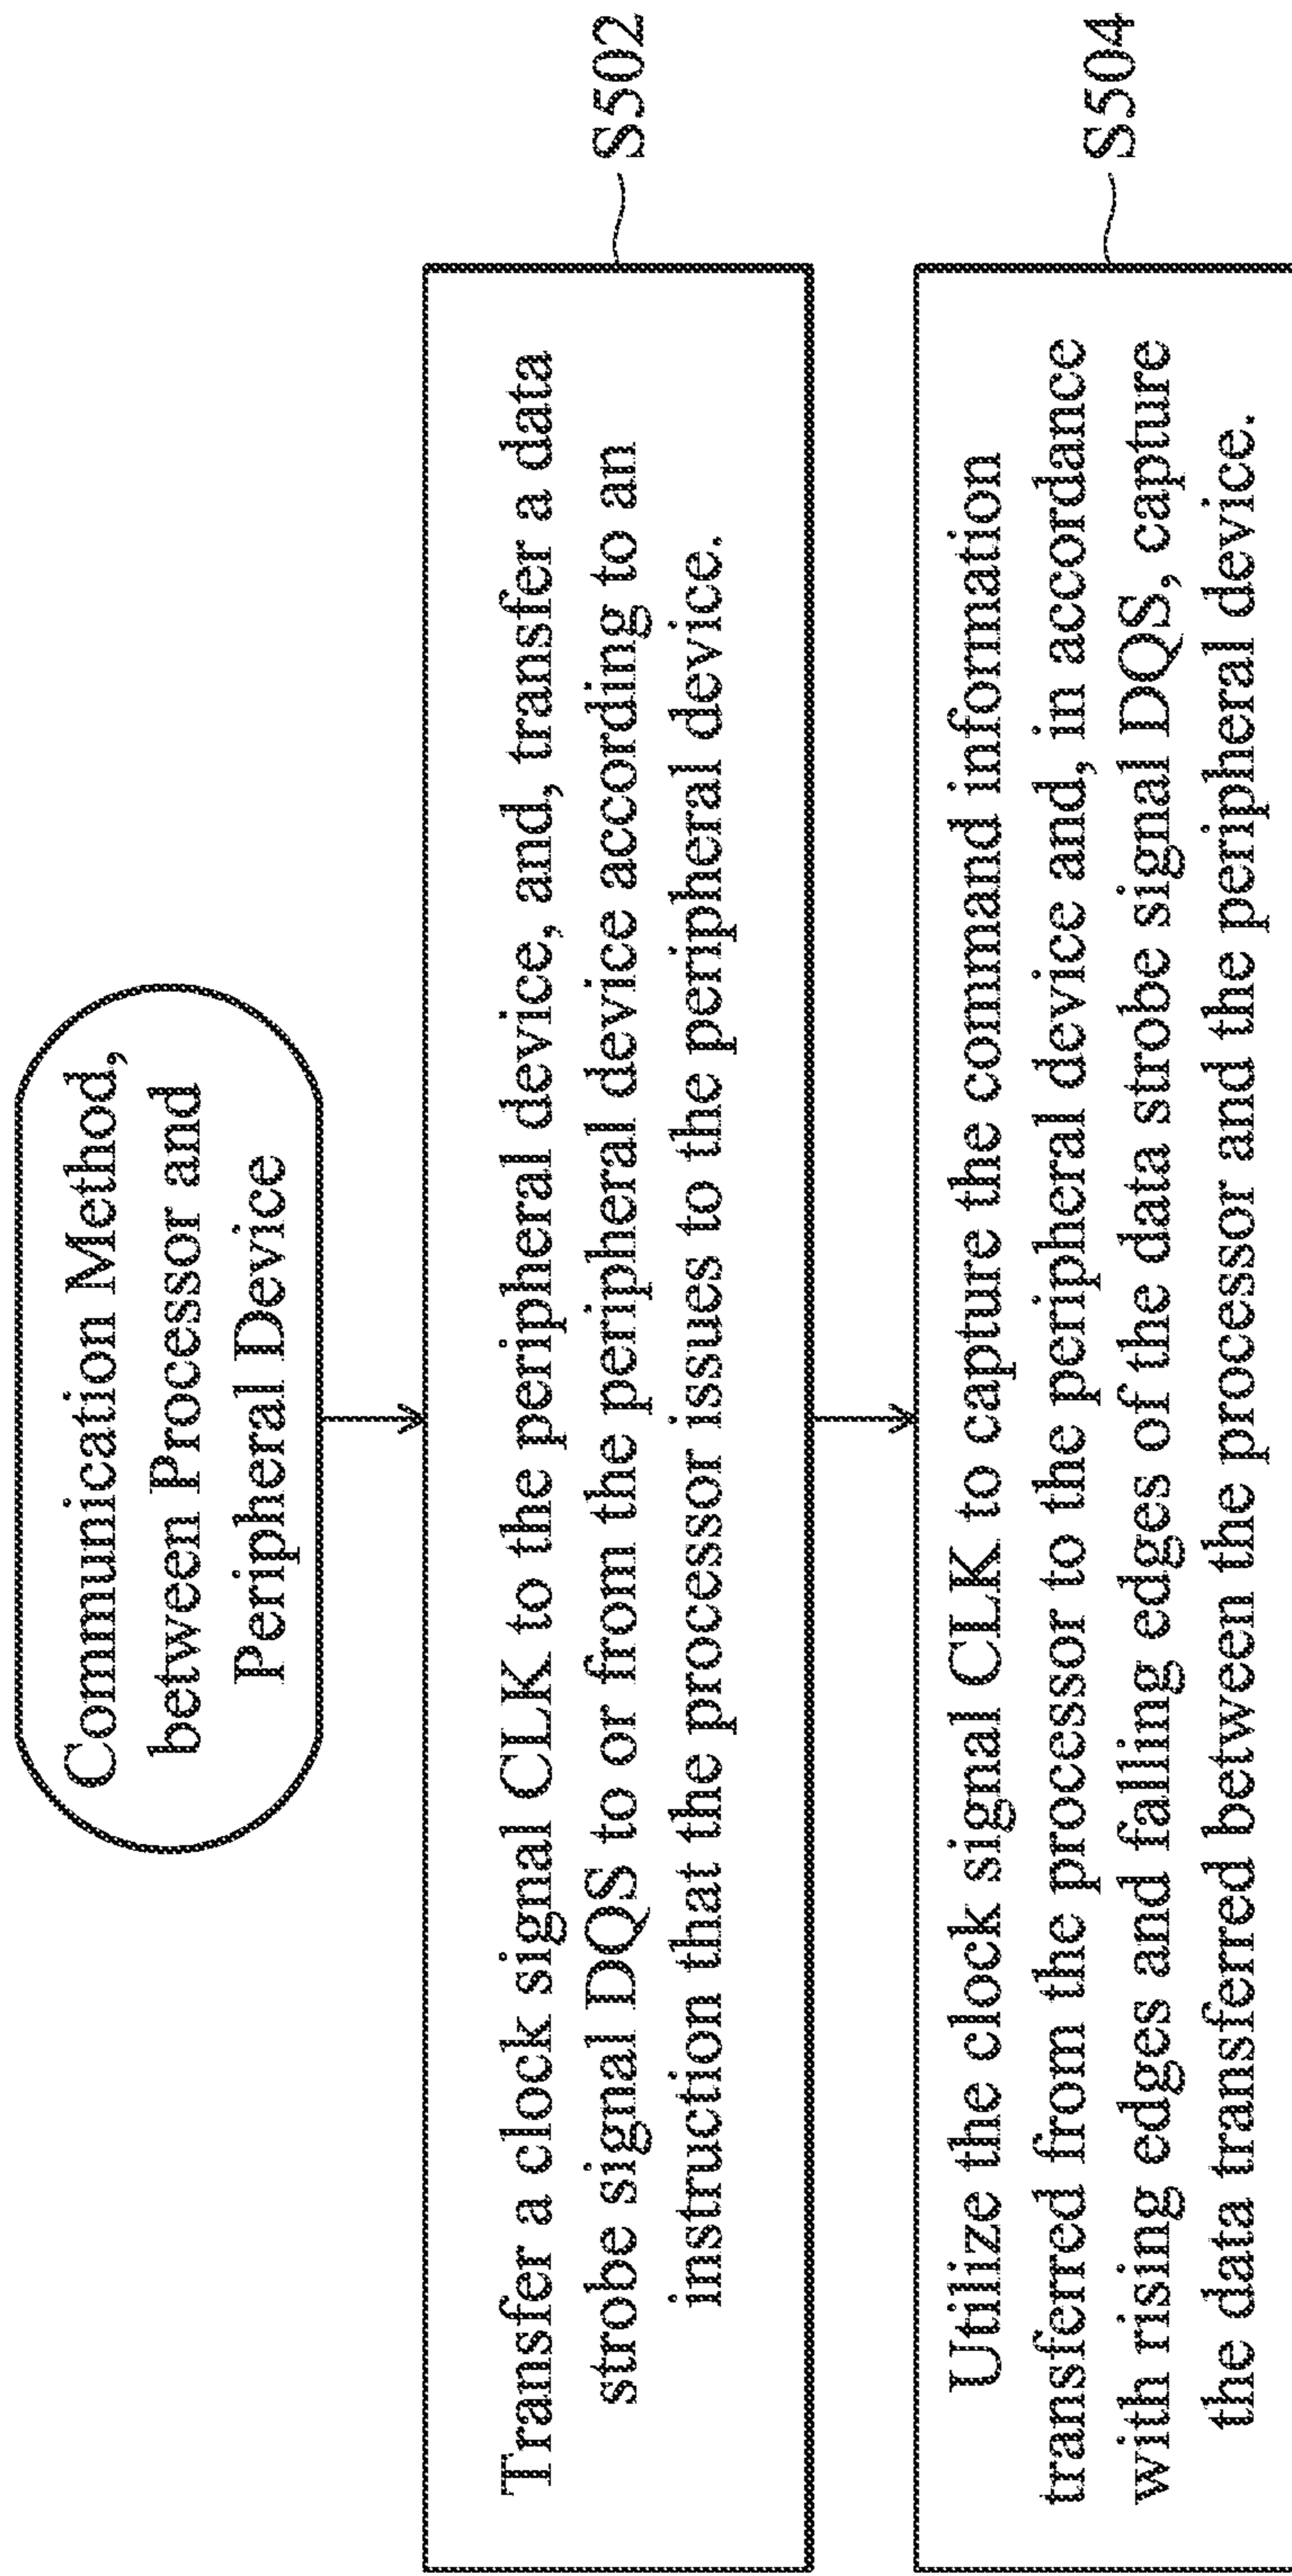 Communication Method,
between Processor and
Peripheral Device
Transfer a clock signal CLK to the peripheral device, and, transfer a data
strobe signal DQS to or from the peripheral device according to an
instruction that the processor issues to the peripheral device.
S502
Utilize the clock signal CLK to capture the command information
transferred from the processor to the peripheral device and, in accordance
with rising edges and falling edges of the data strobe signal DQS, capture
the data transferred between the processor and the peripheral device.
S504